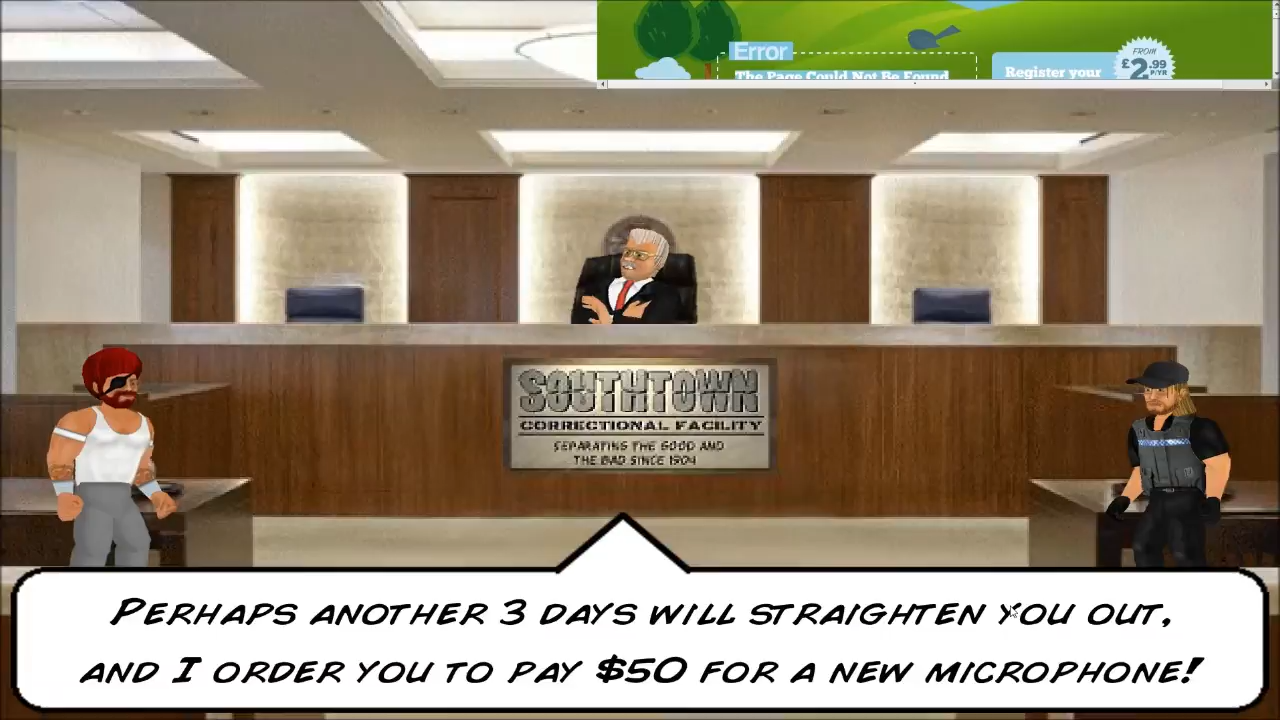 Error
The Page Could Not Be Found
Register your
FROM
£2.99
P/YR
SOUTHTOWN
CORRECTIONAL FACILITY
SEPARATING THE GOOD AND
THE BAD SINCE 1904
PERHAPS ANOTHER 3 DAYS WILL STRAIGHTEN YOU OUT,
AND I ORDER YOU TO PAY $50 FOR A NEW MICROPHONE!